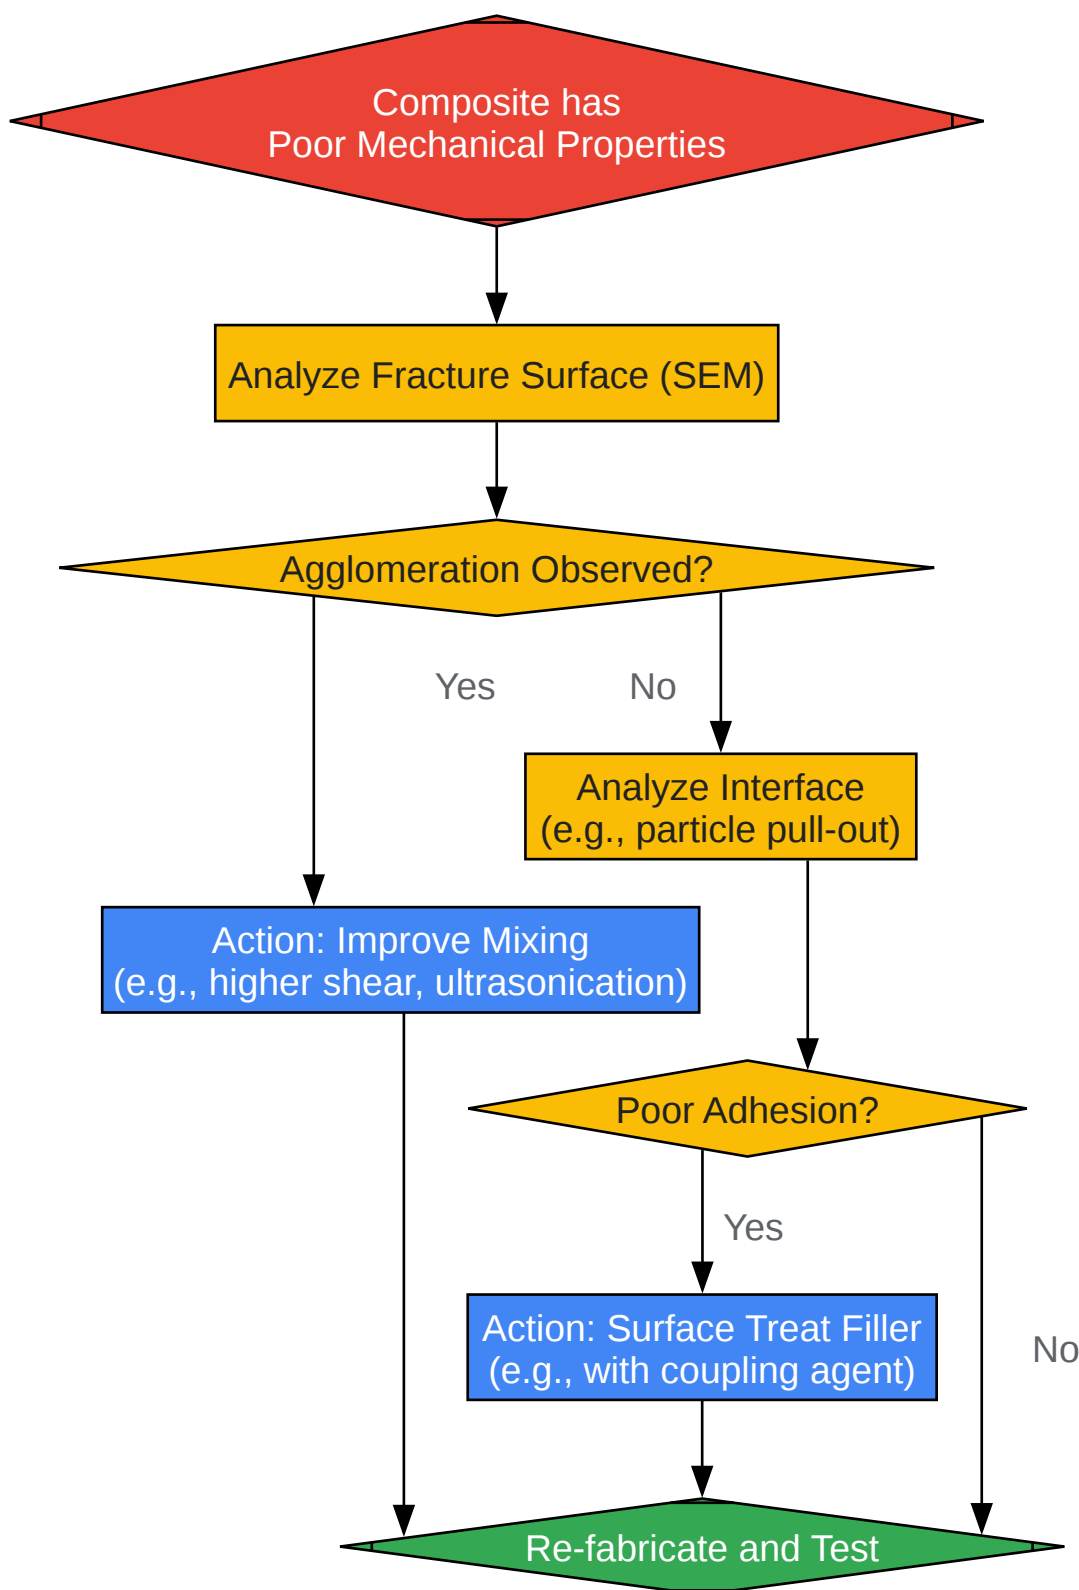 Composite has
Poor Mechanical Properties
Analyze Fracture Surface (SEM)
Agglomeration Observed?
Yes
No
Analyze Interface
(e.g., particle pull-out)
Action: Improve Mixing
(e.g., higher shear, ultrasonication)
Poor Adhesion?
Yes
Action: Surface Treat Filler
(e.g., with coupling agent)
No
Re-fabricate and Test